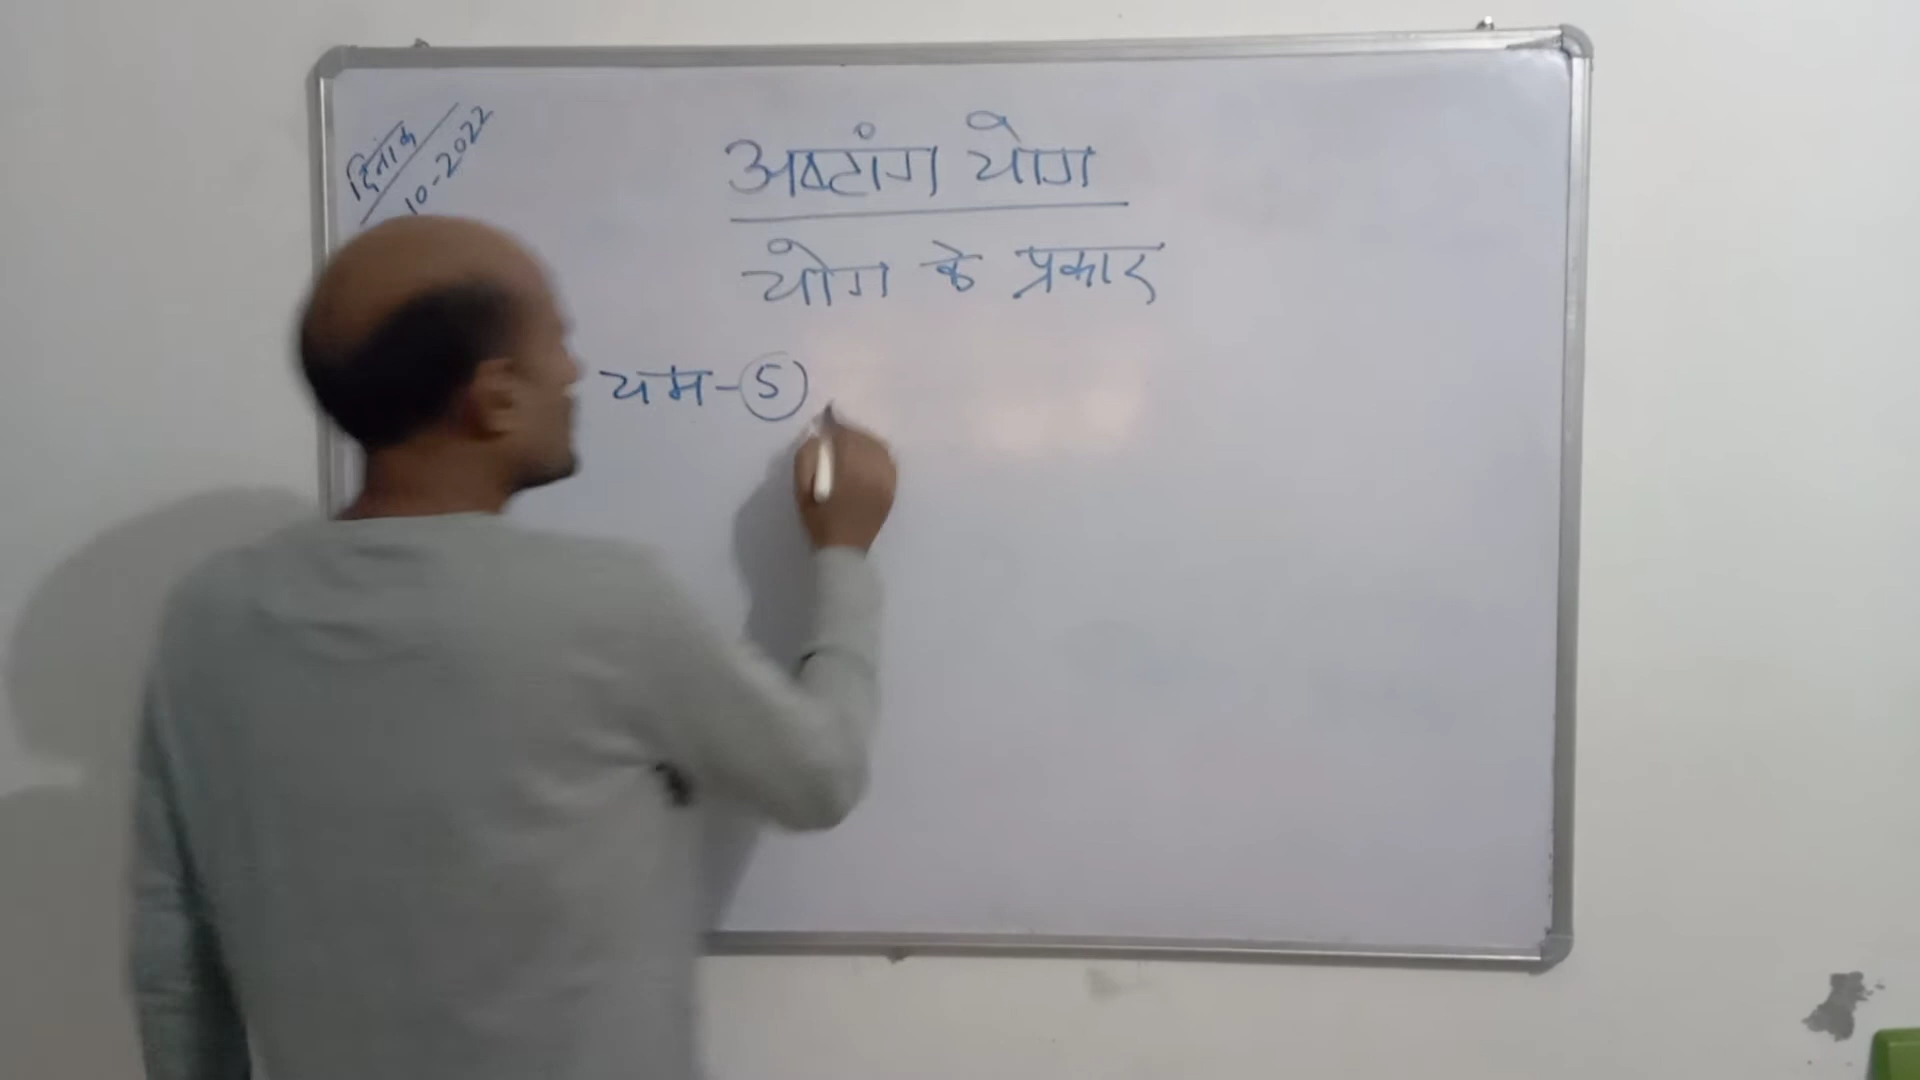 दिनांक
10-2022
अष्टांग योग
योग के प्रकार
यम-5